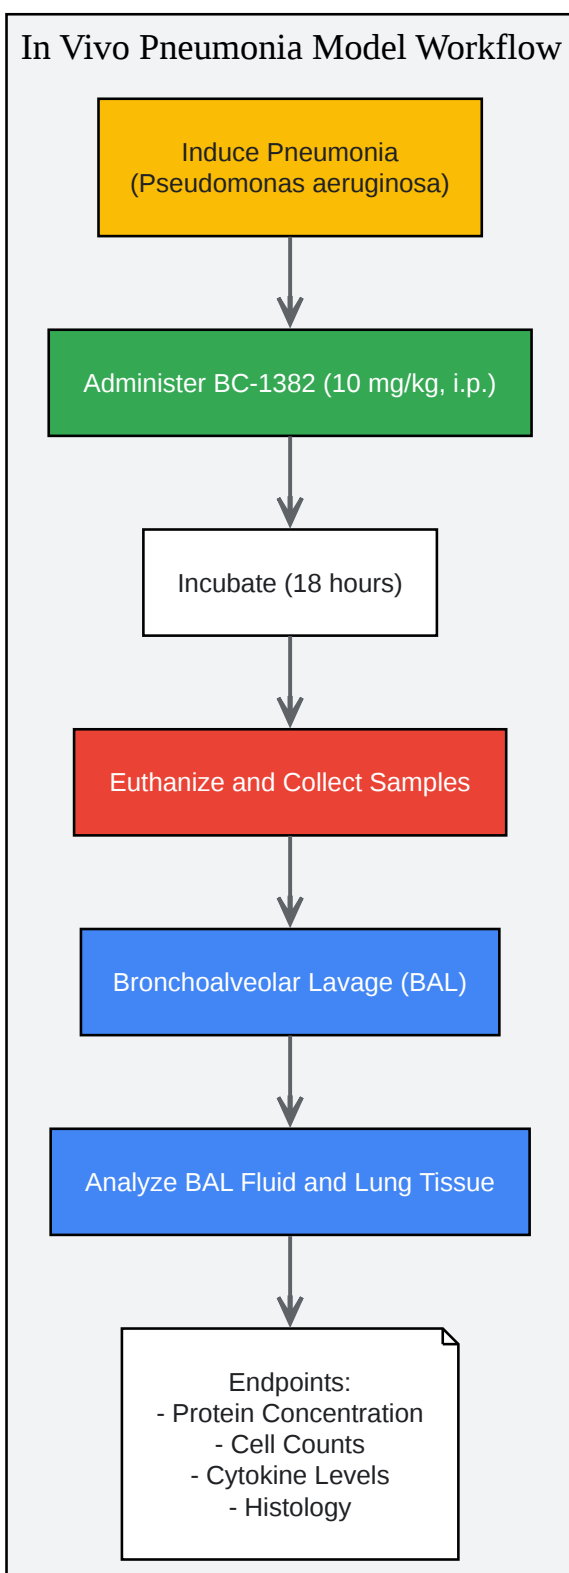 In Vivo Pneumonia Model Workflow
Induce Pneumonia
(Pseudomonas aeruginosa)
Administer BC-1382 (10 mg/kg, i.p.)
Incubate (18 hours)
Euthanize and Collect Samples
Bronchoalveolar Lavage (BAL)
Analyze BAL Fluid and Lung Tissue
Endpoints:
- Protein Concentration
- Cell Counts
- Cytokine Levels
- Histology